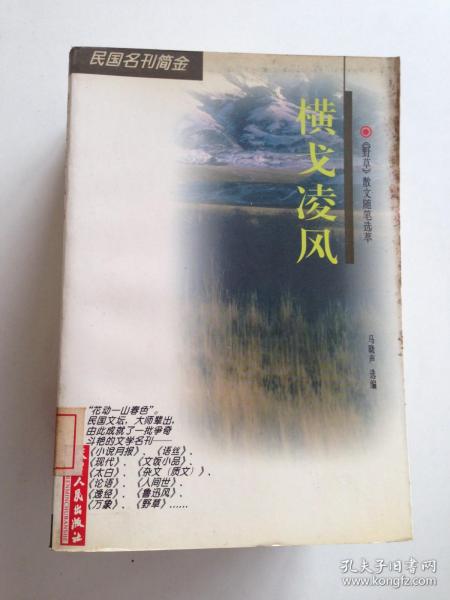 民国名刊简金
横戈凌风
《野草》散文随笔选萃
马晓声 选编
“花动一山春色”。
民国文坛，大师辈出，
由此成就了一批争奇
斗艳的文学名刊——
《小说月报》、《语丝》、
《现代》、《文饭小品》、
《太白》、《杂文（质文）》、
《论语》、《人间世》、
《逸经》、《鲁迅风》、
《万象》、《野草》……
人民出版社
孔夫子旧书网
www.kongfz.com